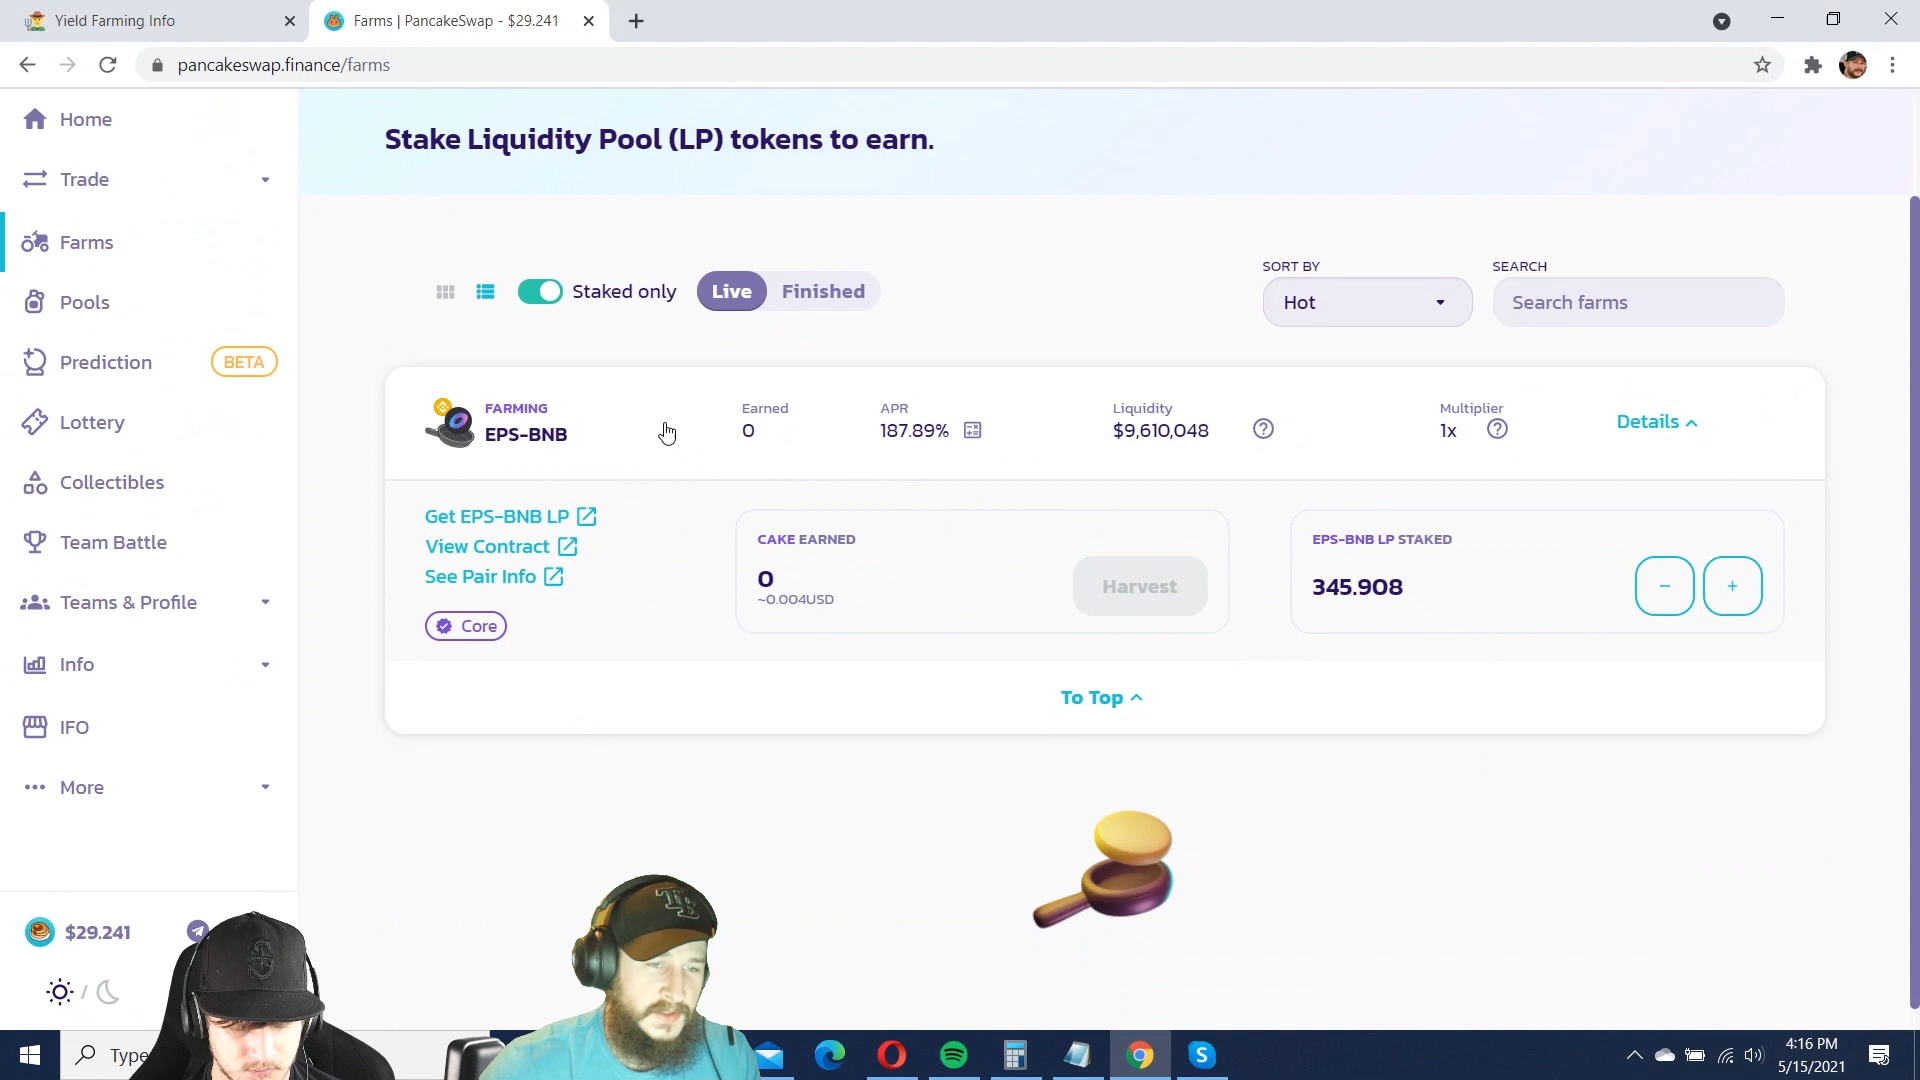 Yield Farming Info
Farms | PancakeSwap - $29.241
pancakeswap.finance/farms
Home
Trade
Farms
Pools
Prediction
BETA
Lottery
Collectibles
Team Battle
Teams & Profile
Info
IFO
More
$29.241
/
Stake Liquidity Pool (LP) tokens to earn.
Staked only
Live
Finished
SORT BY
Hot
SEARCH
Search farms
FARMING
EPS-BNB
Earned
0
APR
187.89%
Liquidity
$9,610,048
Multiplier
1x
Details
Get EPS-BNB LP
View Contract
See Pair Info
Core
CAKE EARNED
0
~0.004USD
Harvest
EPS-BNB LP STAKED
345.908
To Top
Type
4:16 PM
5/15/2021